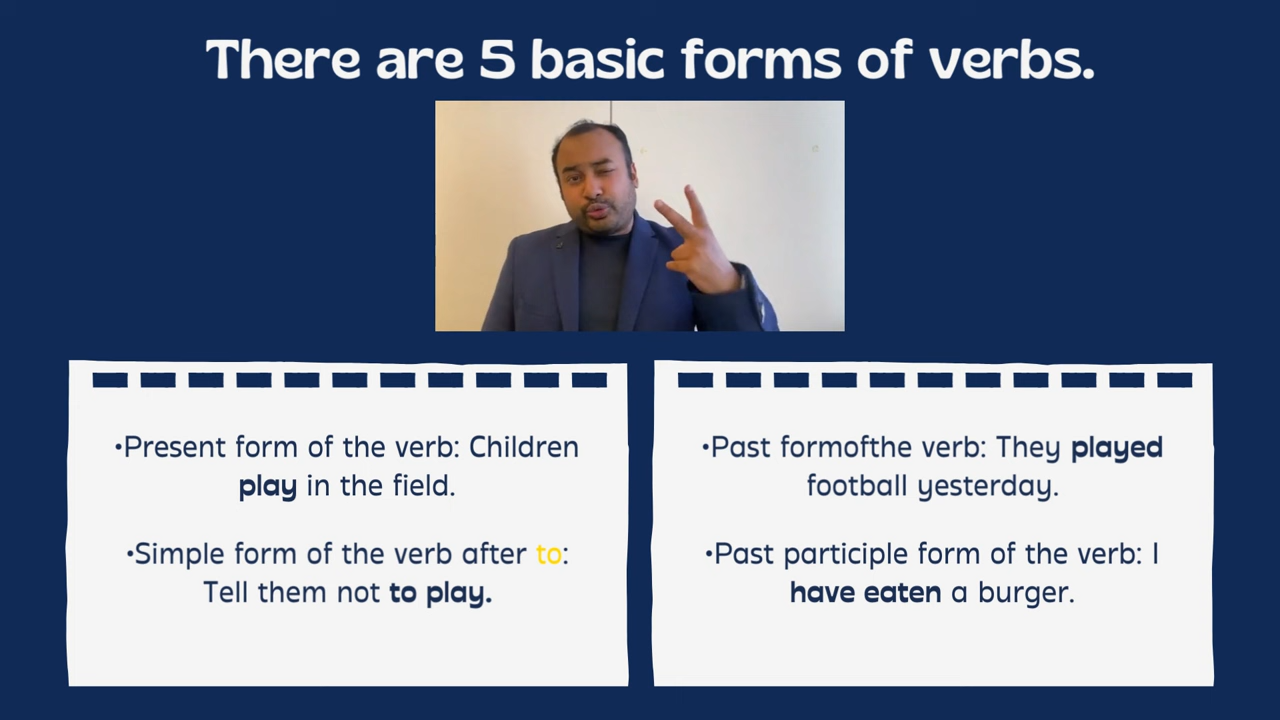 There are 5 basic forms of verbs.
•Present form of the verb: Children
play in the field.
•Simple form of the verb after to:
Tell them not to play.
•Past formofthe verb: They played
football yesterday.
•Past participle form of the verb: I
have eaten a burger.